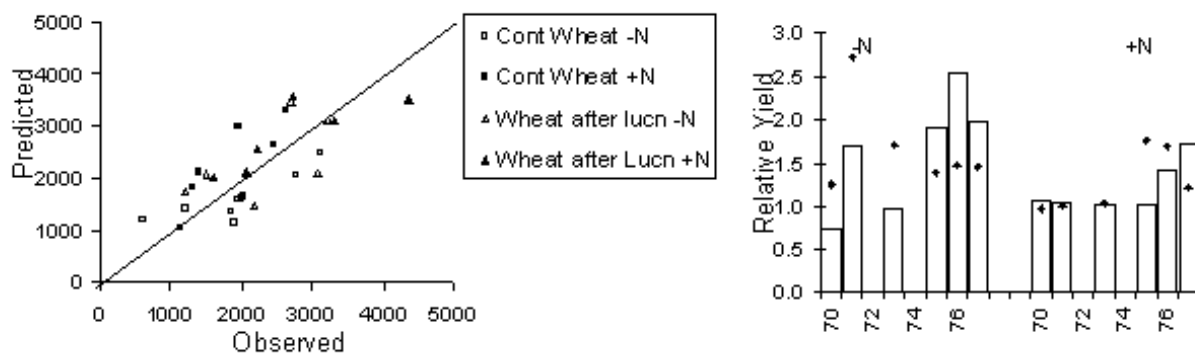 Predicted
5000
4000
3000
2000
1000
0
0 1000 2000 3000 4000 5000
Observed
Cont Wheat -N
Cont Wheat +N
Wheat after lucn -N
Wheat after Lucn +N
Relative Yield
3.0
2.5
2.0
1.5
1.0
0.5
0.0
-N
+N
70 72 74 76 70 72 74 76